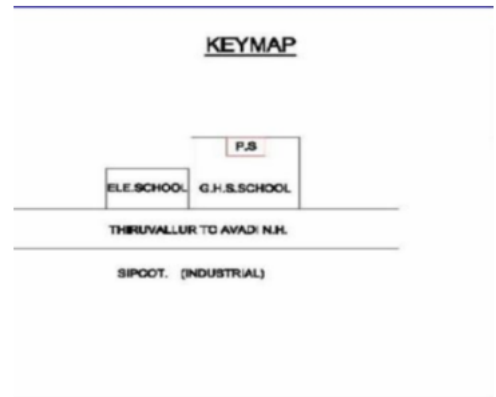 KEYMAP
P.S
ELE.SCHOOL G.H.S.SCHOOL
THIRUVALLUR TO AVADI N.H.
SIPCOT. (INDUSTRIAL)